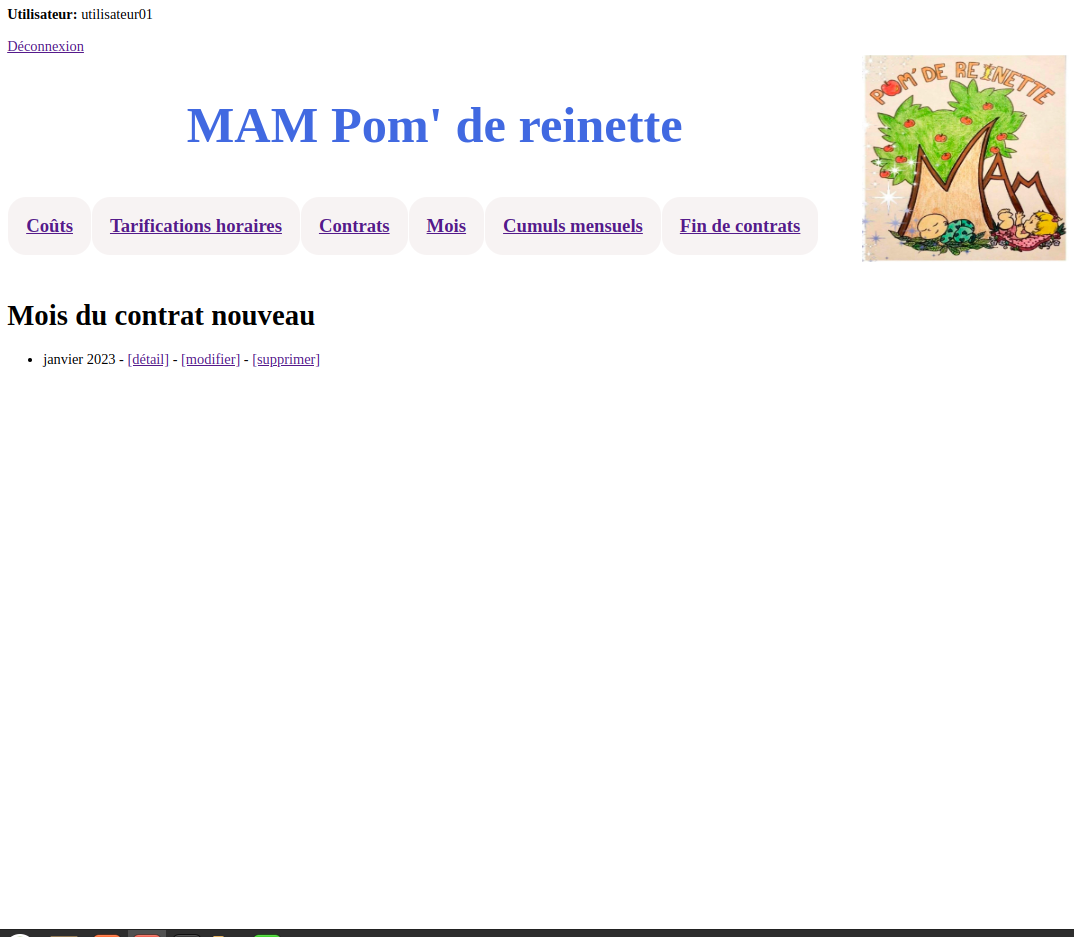 Utilisateur: utilisateur01
Déconnexion
MAM Pom' de reinette
POM' DE REINETTE
MAM
Coûts Tarifications horaires Contrats Mois Cumuls mensuels Fin de contrats
Mois du contrat nouveau
janvier 2023 - [détail] - [modifier] - [supprimer]